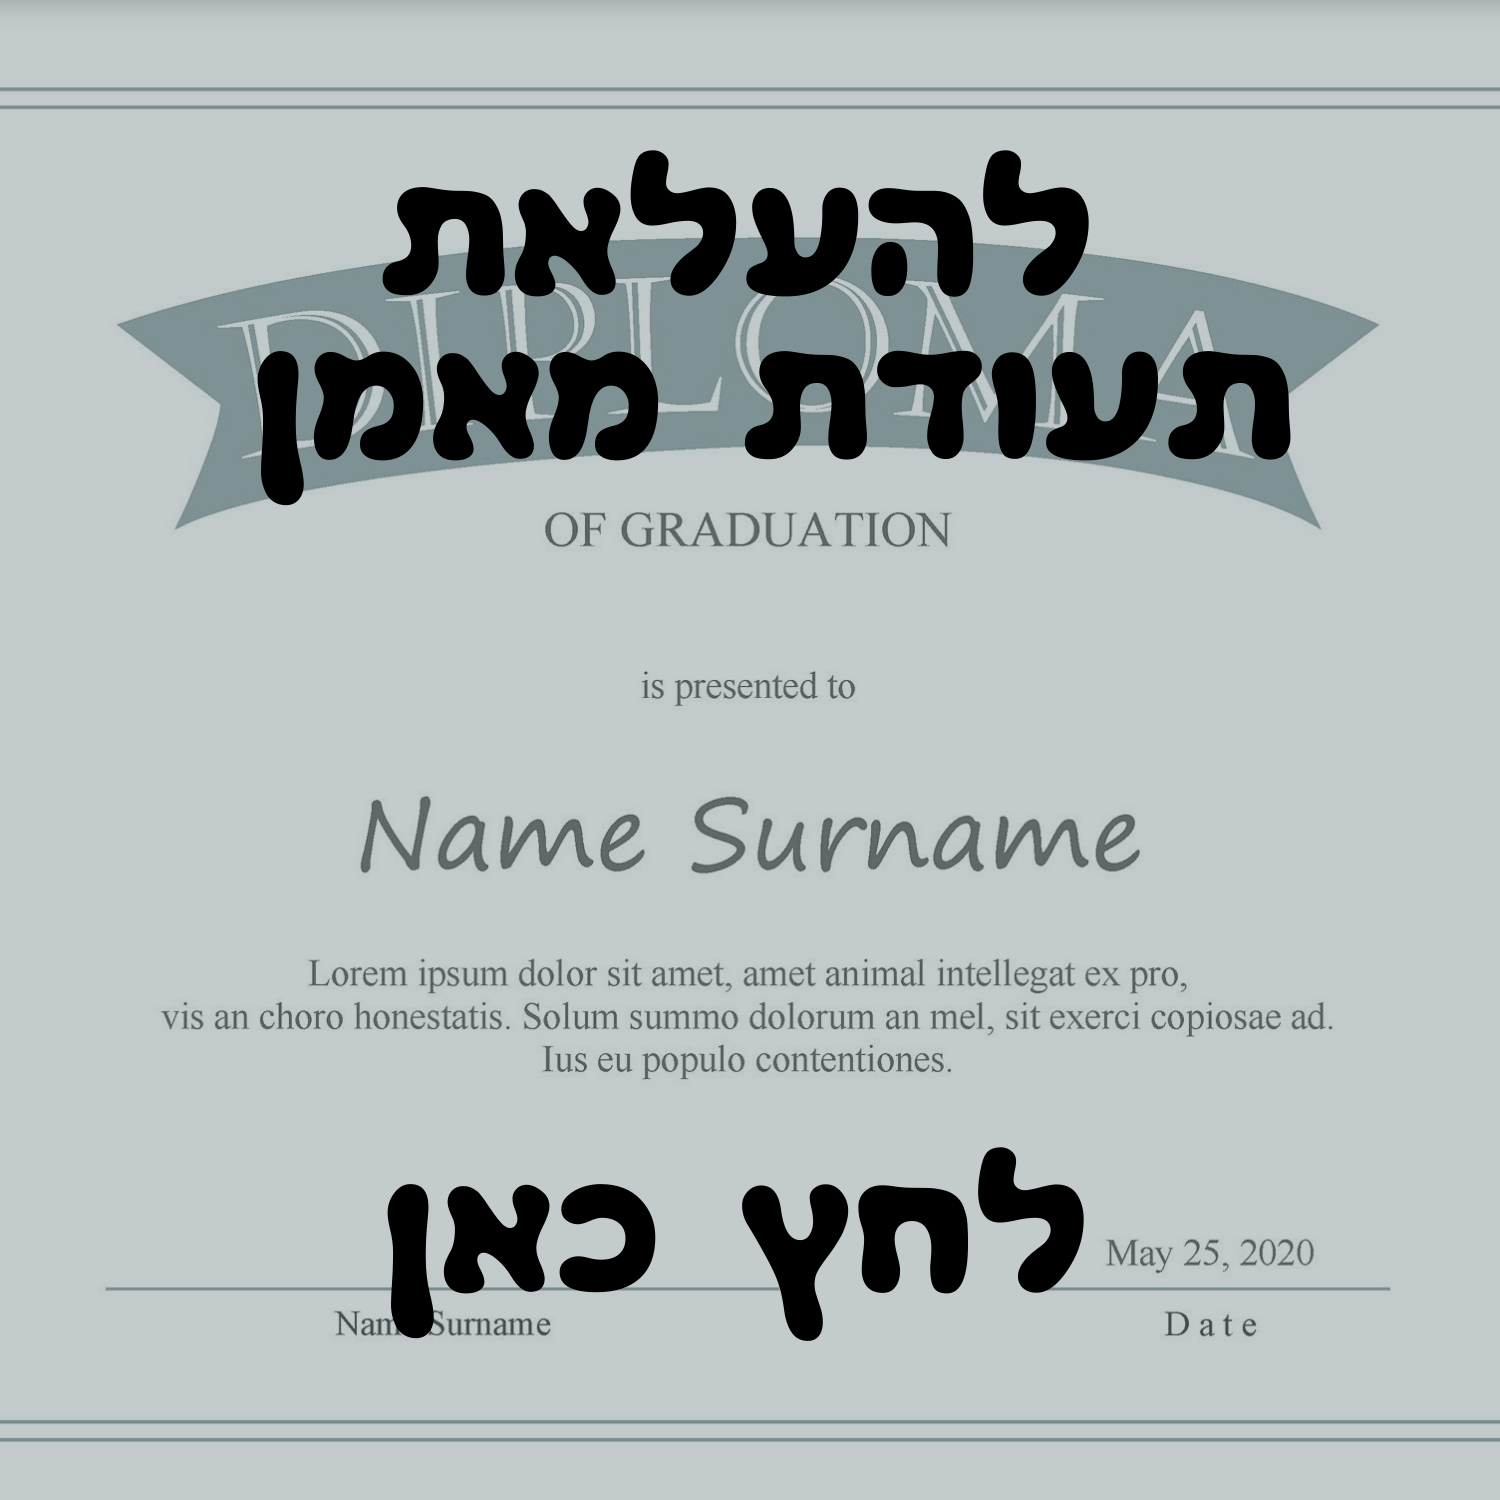 להעלאת
DIPLOMA
תעודת מאמן
OF GRADUATION
is presented to
Name Surname
Lorem ipsum dolor sit amet, amet animal intellegat ex pro,
vis an choro honestatis. Solum summo dolorum an mel, sit exerci copiosae ad.
Ius eu populo contentiones.
לחץ כאן
May 25, 2020
Name Surname
Date